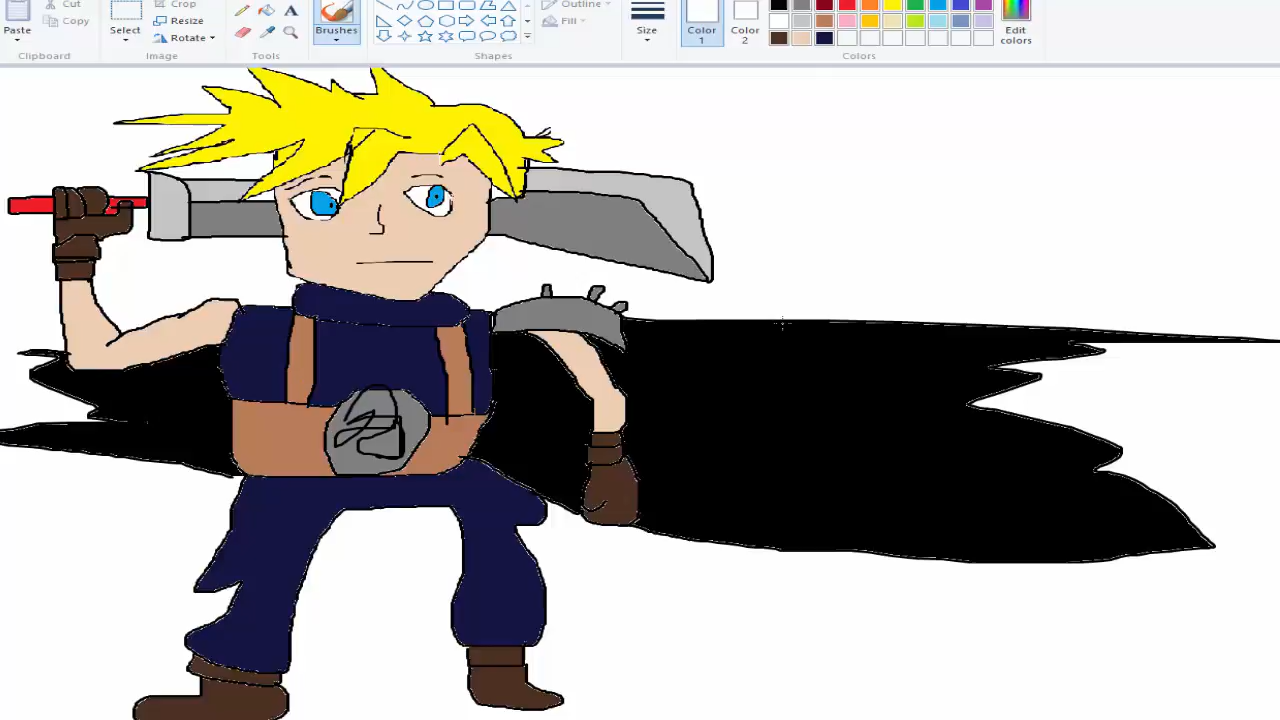 Cut
Crop
Outline
Paste
Copy
Select
Resize
Rotate
A
Brushes
Fill
Size
Color 1
Color 2
Edit colors
Clipboard
Image
Tools
Shapes
Colors